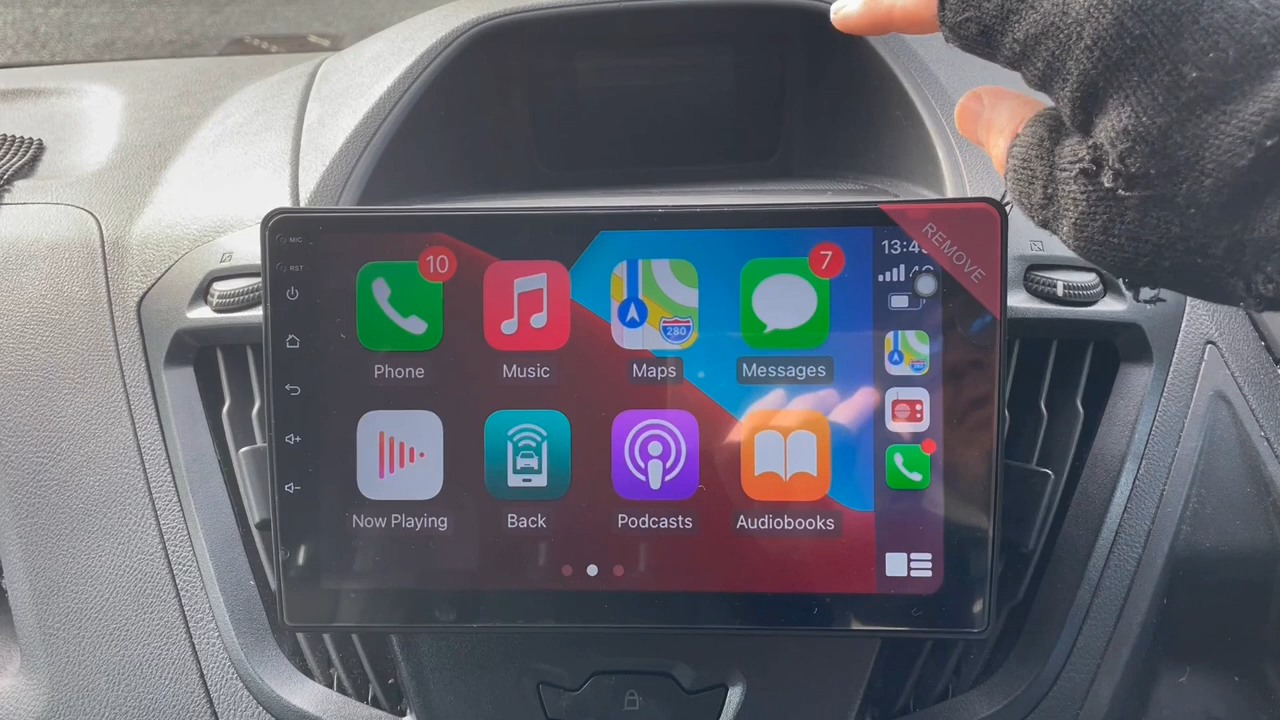 MIC
RST
REMOVE
10
7
Phone
Music
280
Maps
Messages
Now Playing
Back
Podcasts
Audiobooks